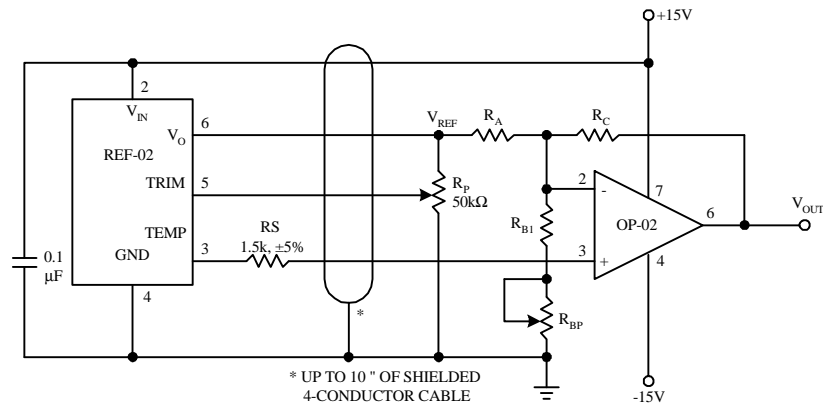 +15V
2
V_IN
V_O
6
V_REF
R_A
R_C
REF-02
TRIM
5
R_P
50kΩ
2
-
7
V_OUT
R_B1
OP-02
6
TEMP
3
RS
1.5k, ±5%
3
+
4
GND
0.1
µF
4
*
R_BP
* UP TO 10 " OF SHIELDED
4-CONDUCTOR CABLE
-15V